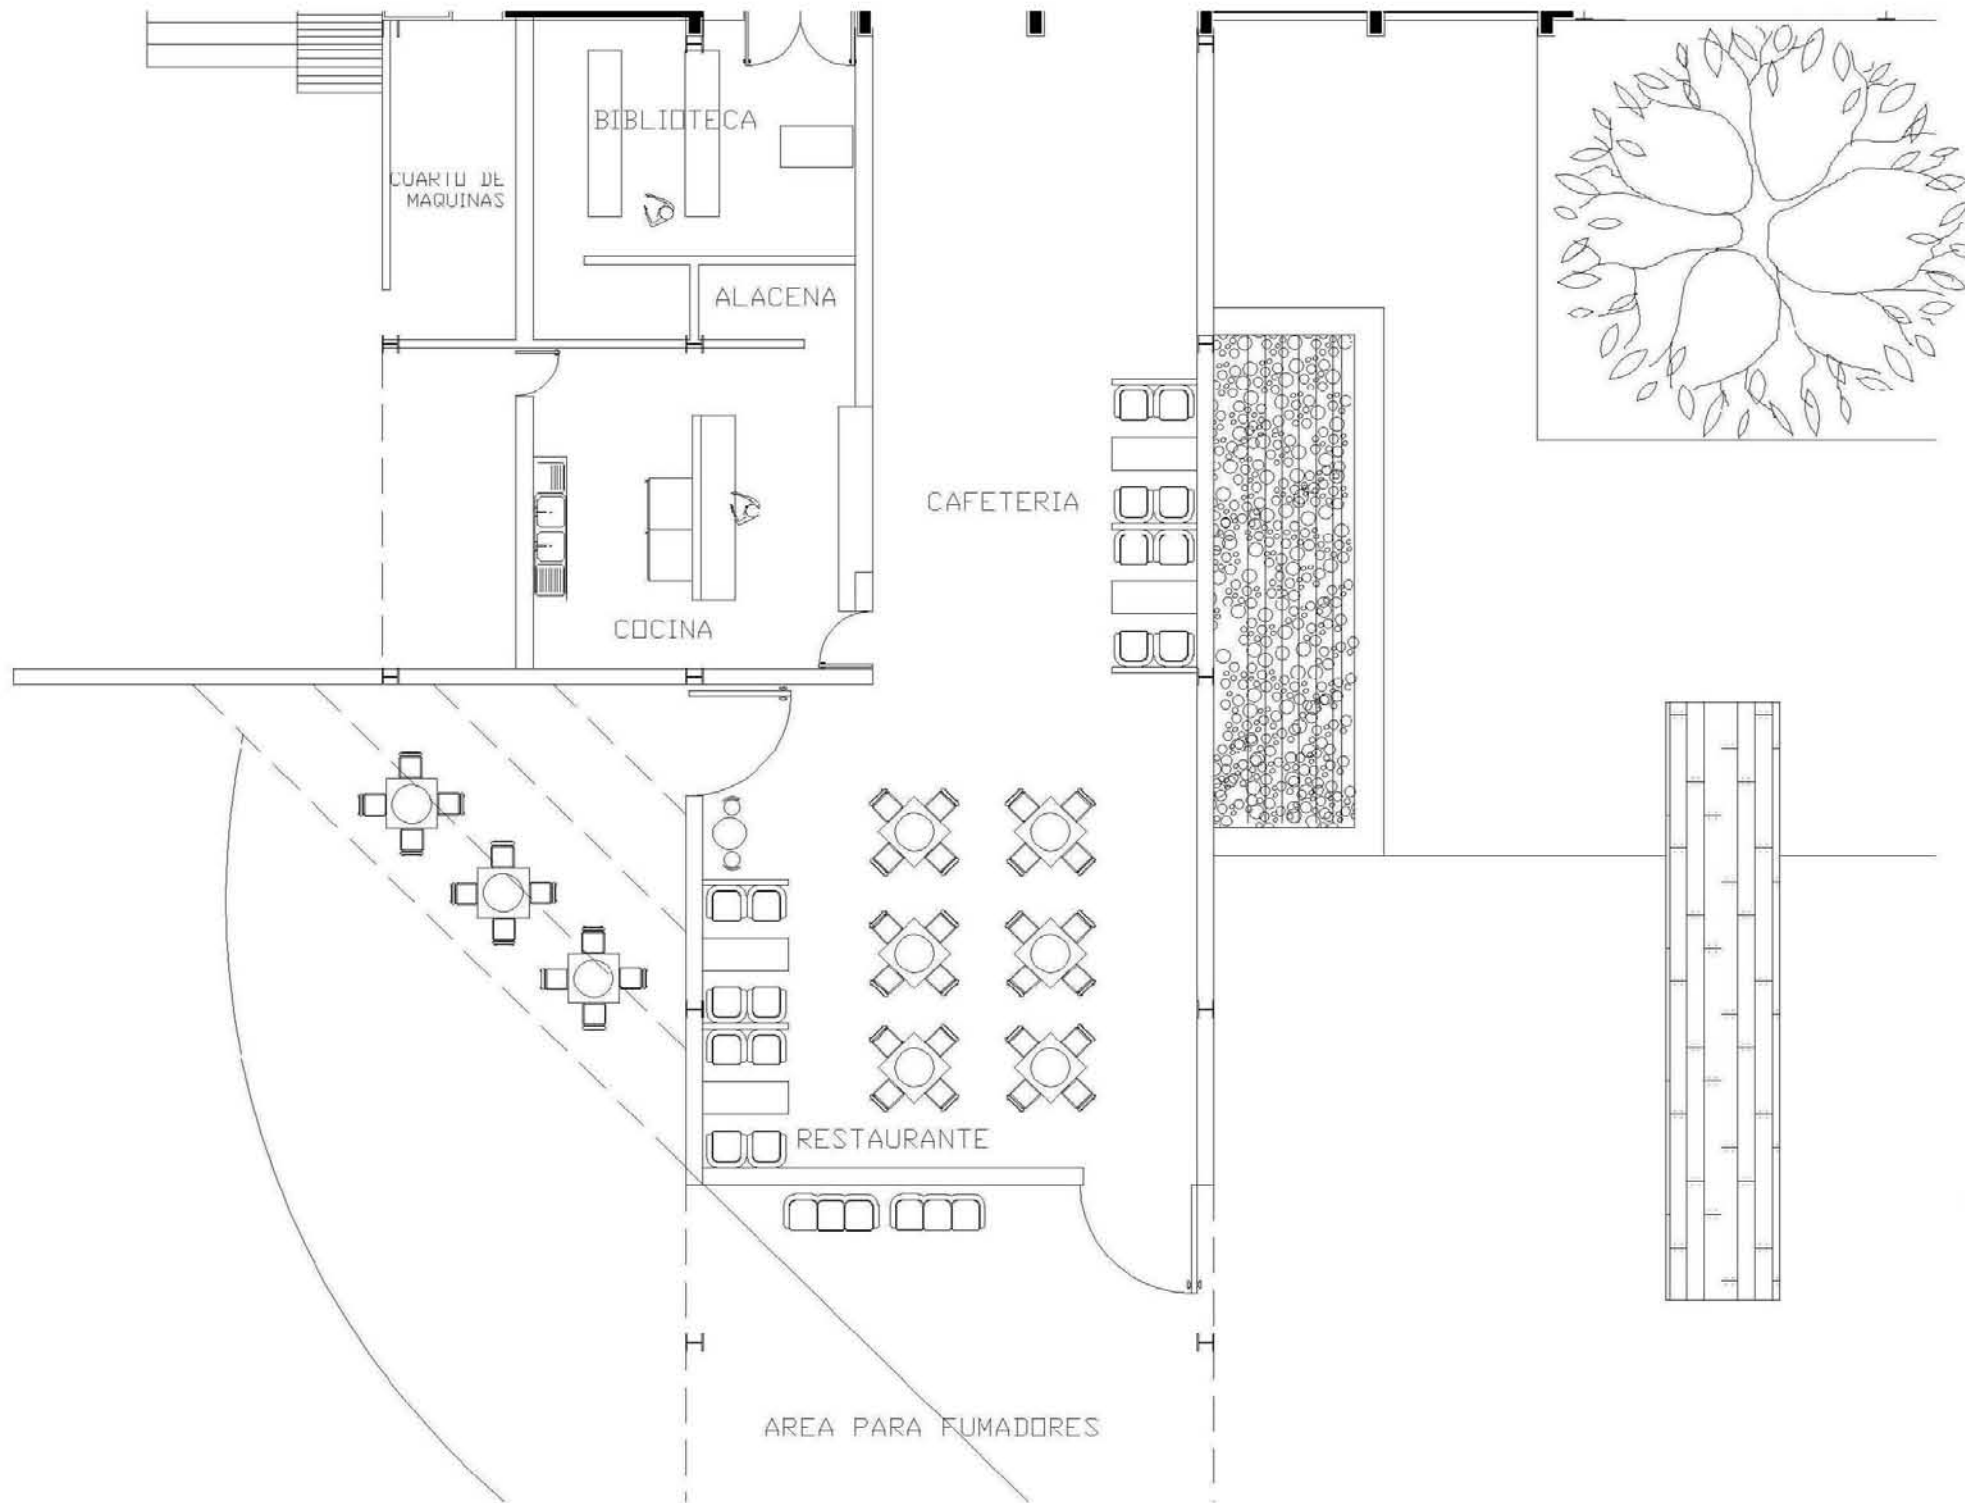 BIBLIOTECA
CUARTO DE
MAQUINAS
ALACENA
CAFETERIA
COCINA
RESTAURANTE
AREA PARA FUMADORES